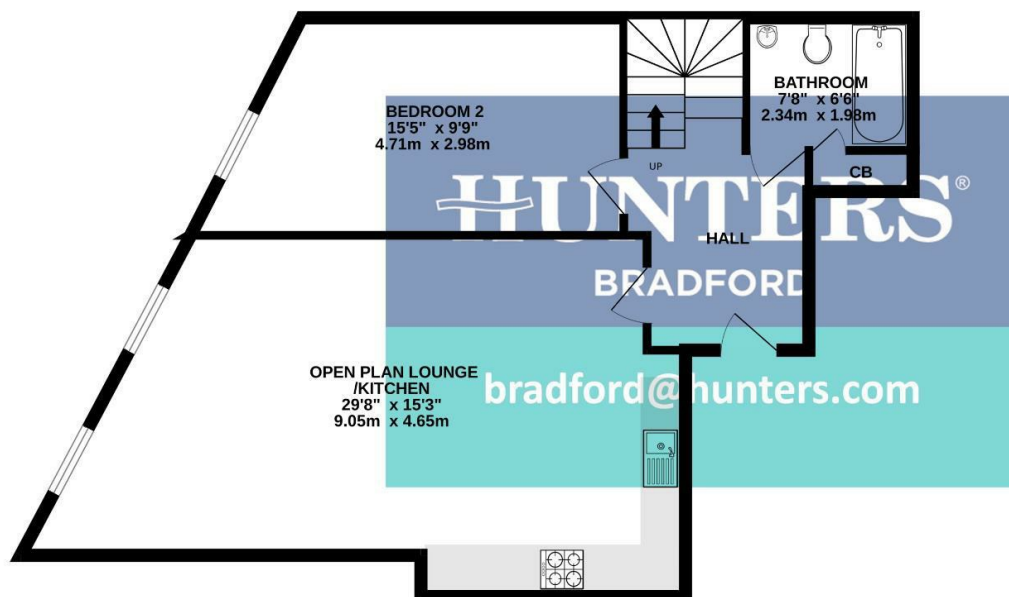 BEDROOM 2
15'5" x 9'9"
4.71m x 2.98m
UP
BATHROOM
7'8" x 6'6"
2.34m x 1.98m
CB
HUNTERS®
HALL
BRADFORD
OPEN PLAN LOUNGE
/KITCHEN
29'8" x 15'3"
9.05m x 4.65m
bradford@hunters.com